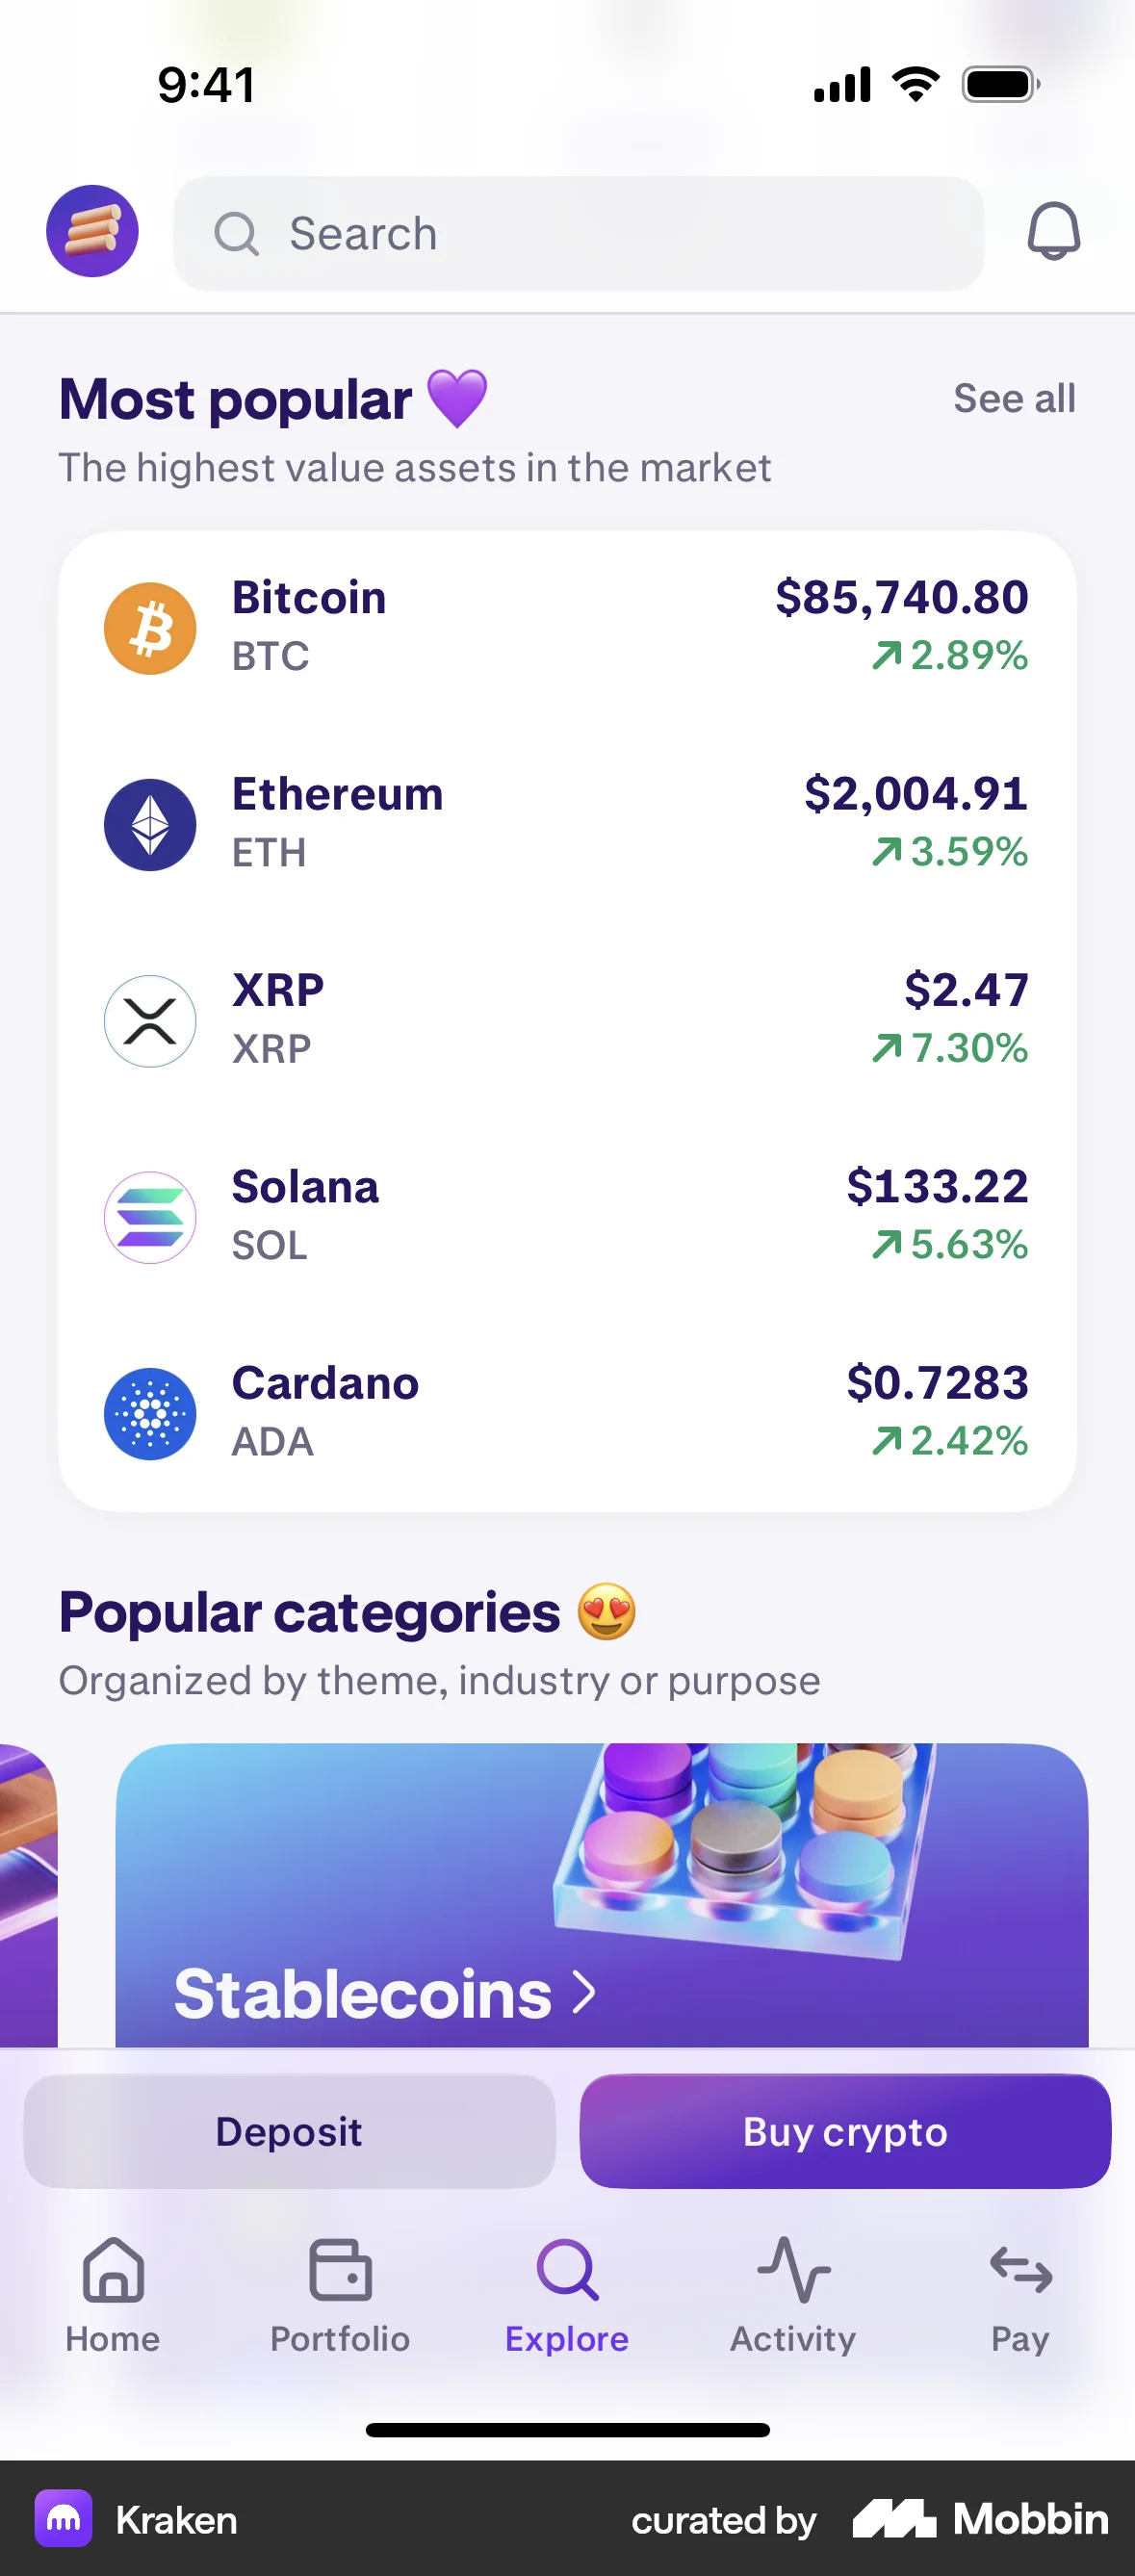 9:41
Search
Most popular 💜
See all
The highest value assets in the market
Bitcoin
$85,740.80
BTC
↗2.89%
Ethereum
$2,004.91
ETH
↗3.59%
XRP
$2.47
XRP
↗7.30%
Solana
$133.22
SOL
↗5.63%
Cardano
$0.7283
ADA
↗2.42%
Popular categories 😍
Organized by theme, industry or purpose
Stablecoins >
Deposit
Buy crypto
Home
Portfolio
Explore
Activity
Pay
Kraken
curated by Mobbin